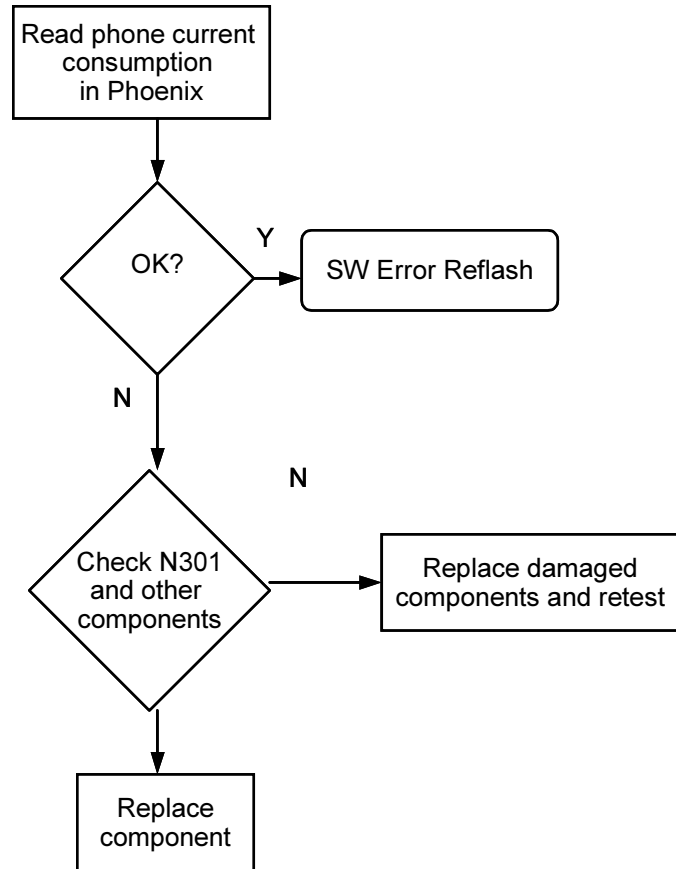 Read phone current
consumption
in Phoenix
OK?
Y
SW Error Reflash
N
N
Check N301
and other
components
Replace damaged
components and retest
Replace
component